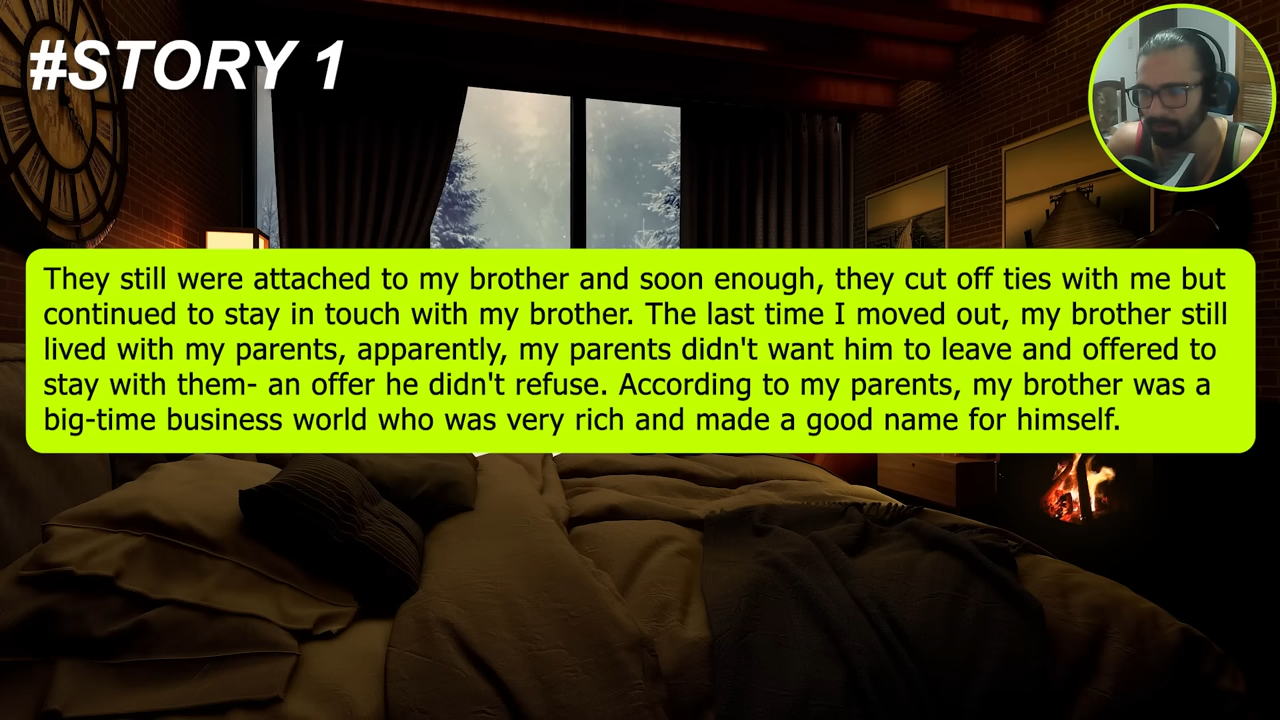 #STORY 1
They still were attached to my brother and soon enough, they cut off ties with me but
continued to stay in touch with my brother. The last time I moved out, my brother still
lived with my parents, apparently, my parents didn't want him to leave and offered to
stay with them- an offer he didn't refuse. According to my parents, my brother was a
big-time business world who was very rich and made a good name for himself.